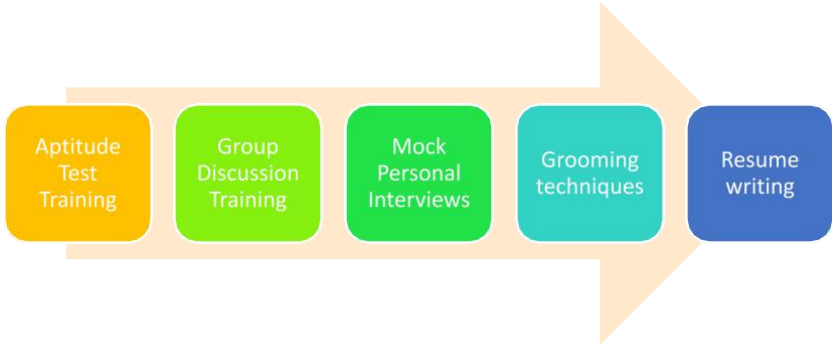 Aptitude
Test
Training
Group
Discussion
Training
Mock
Personal
Interviews
Grooming
techniques
Resume
writing